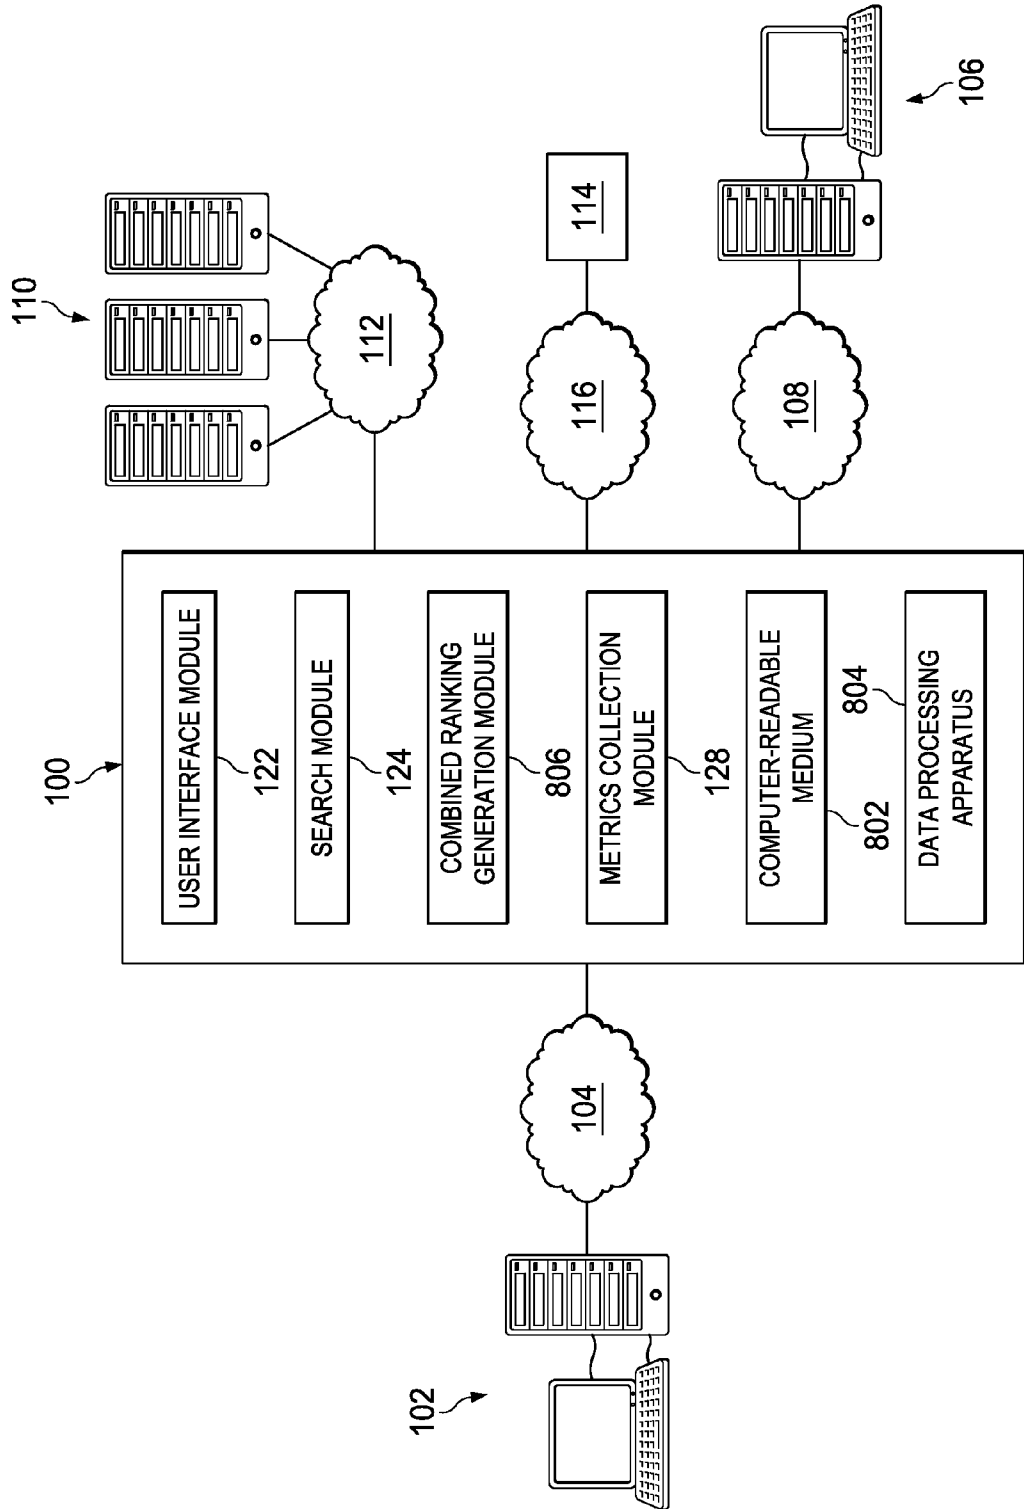 110
112
114
116
106
108
100
USER INTERFACE MODULE
122
SEARCH MODULE
124
COMBINED RANKING
GENERATION MODULE
806
METRICS COLLECTION
MODULE
128
COMPUTER-READABLE
MEDIUM
802
804
DATA PROCESSING
APPARATUS
104
102